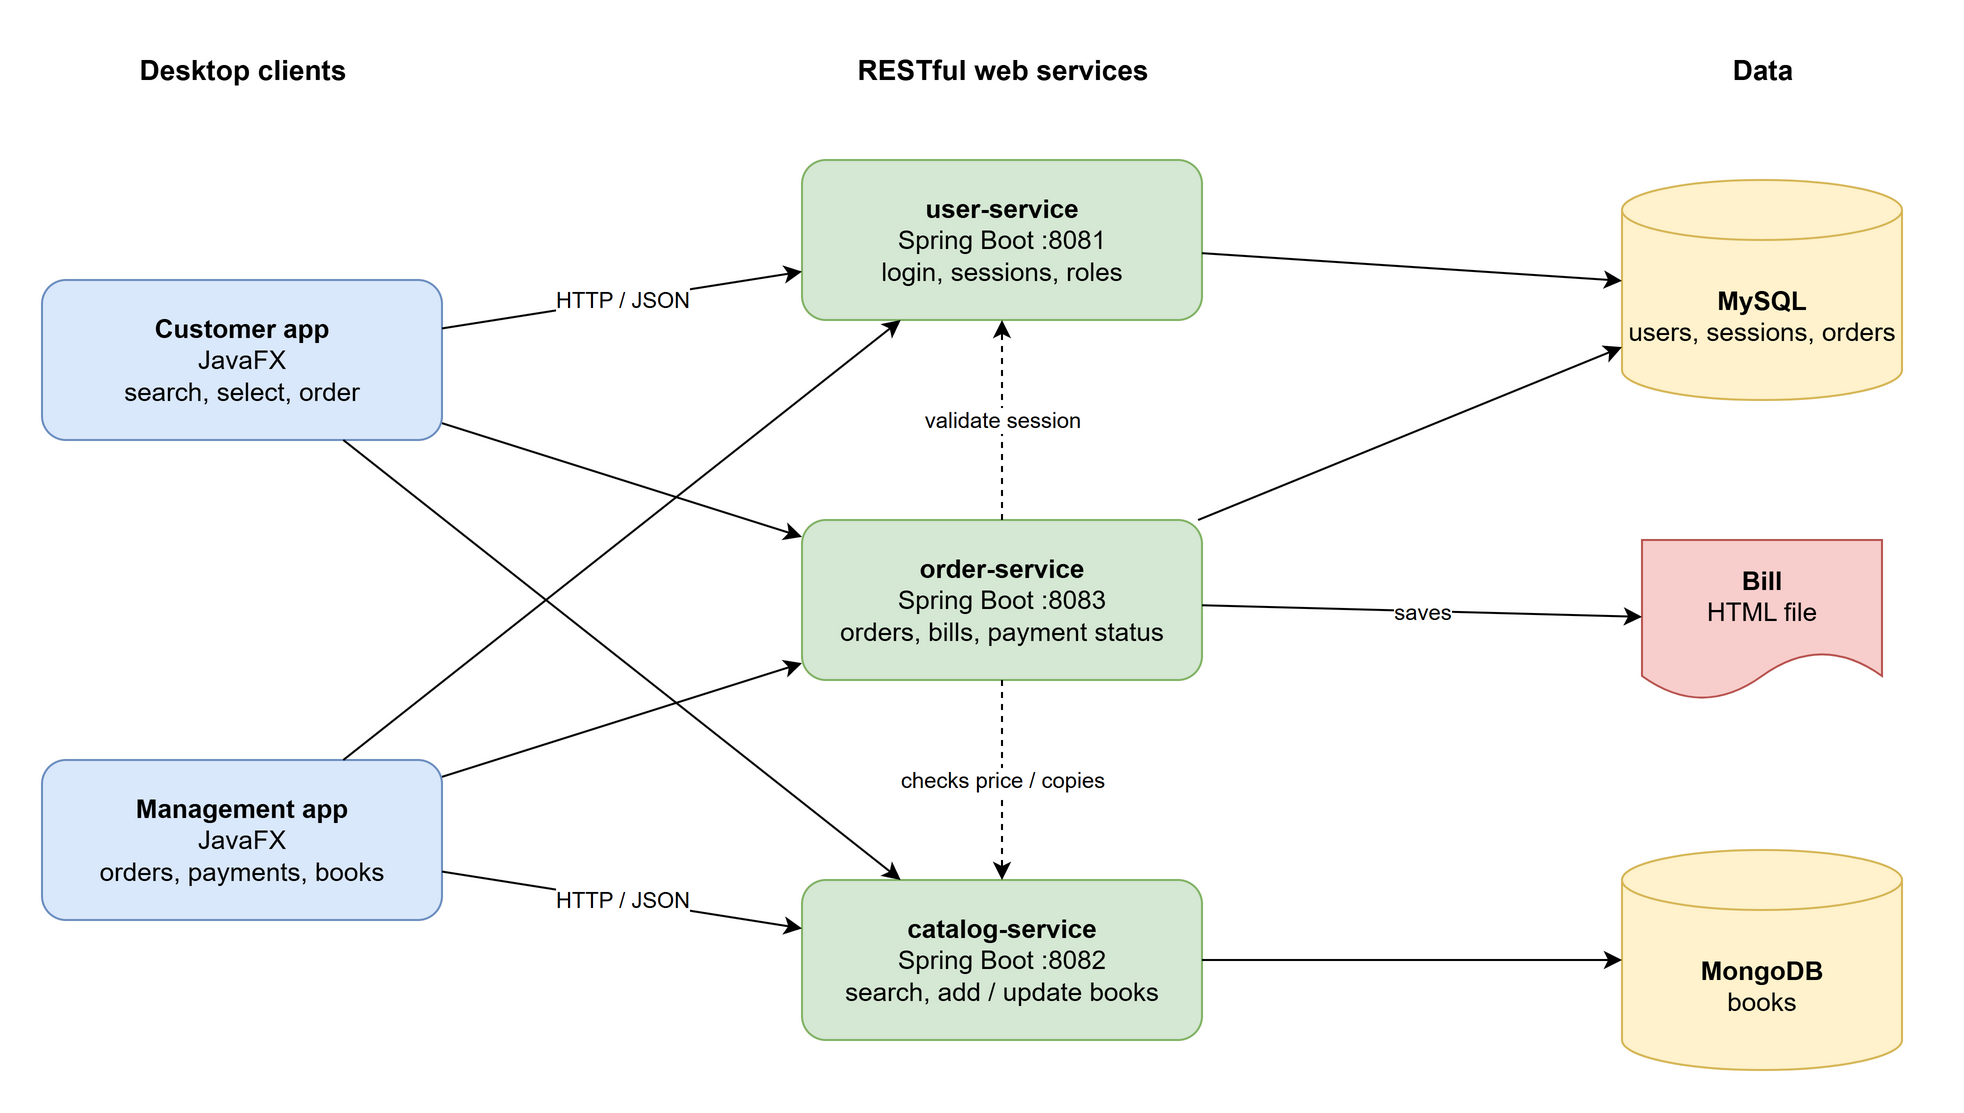 Desktop clients
RESTful web services
Data
user-service
Spring Boot :8081
login, sessions, roles
MySQL
users, sessions, orders
HTTP / JSON
Customer app
JavaFX
search, select, order
validate session
order-service
Spring Boot :8083
orders, bills, payment status
saves
Bill
HTML file
checks price / copies
Management app
JavaFX
orders, payments, books
HTTP / JSON
catalog-service
Spring Boot :8082
search, add / update books
MongoDB
books